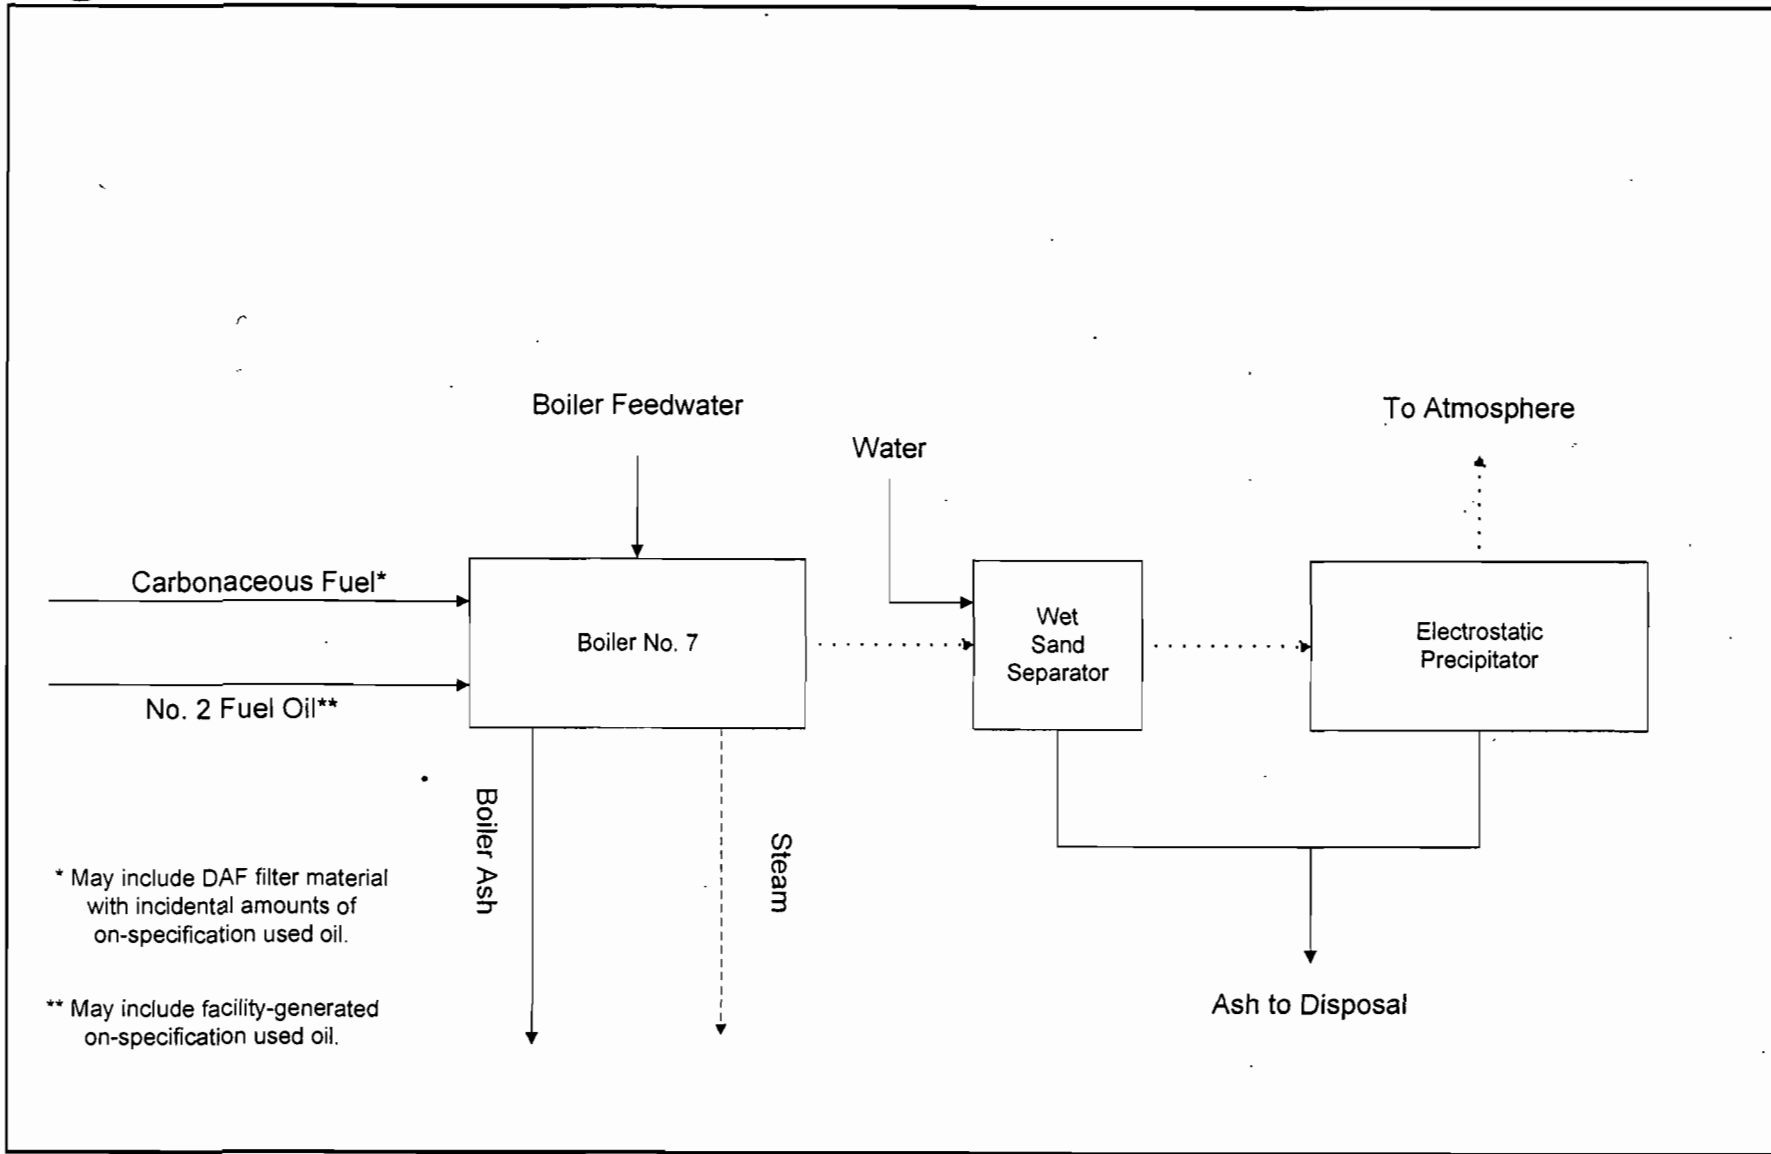 Boiler Feedwater
To Atmosphere
Water
Carbonaceous Fuel*
Boiler No. 7
Wet
Sand
Separator
Electrostatic
Precipitator
No. 2 Fuel Oil**
Boiler Ash
Steam
* May include DAF filter material
with incidental amounts of
on-specification used oil.
** May include facility-generated
on-specification used oil.
Ash to Disposal